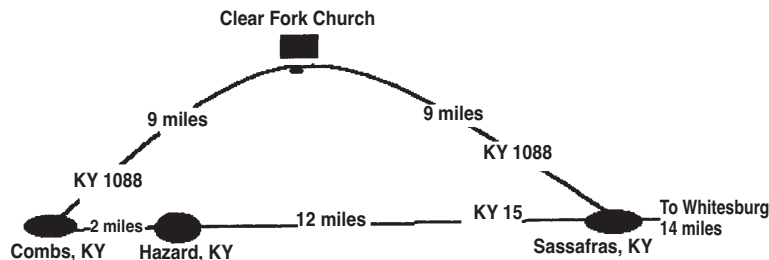 Clear Fork Church
9 miles
9 miles
KY 1088
KY 1088
2 miles
12 miles
KY 15
To Whitesburg
14 miles
Combs, KY
Hazard, KY
Sassafras, KY